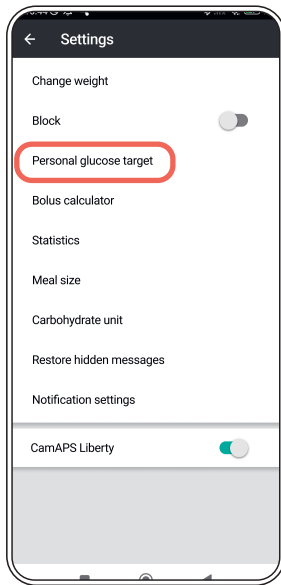 Settings
Change weight
Block
Personal glucose target
Bolus calculator
Statistics
Meal size
Carbohydrate unit
Restore hidden messages
Notification settings
CamAPS Liberty